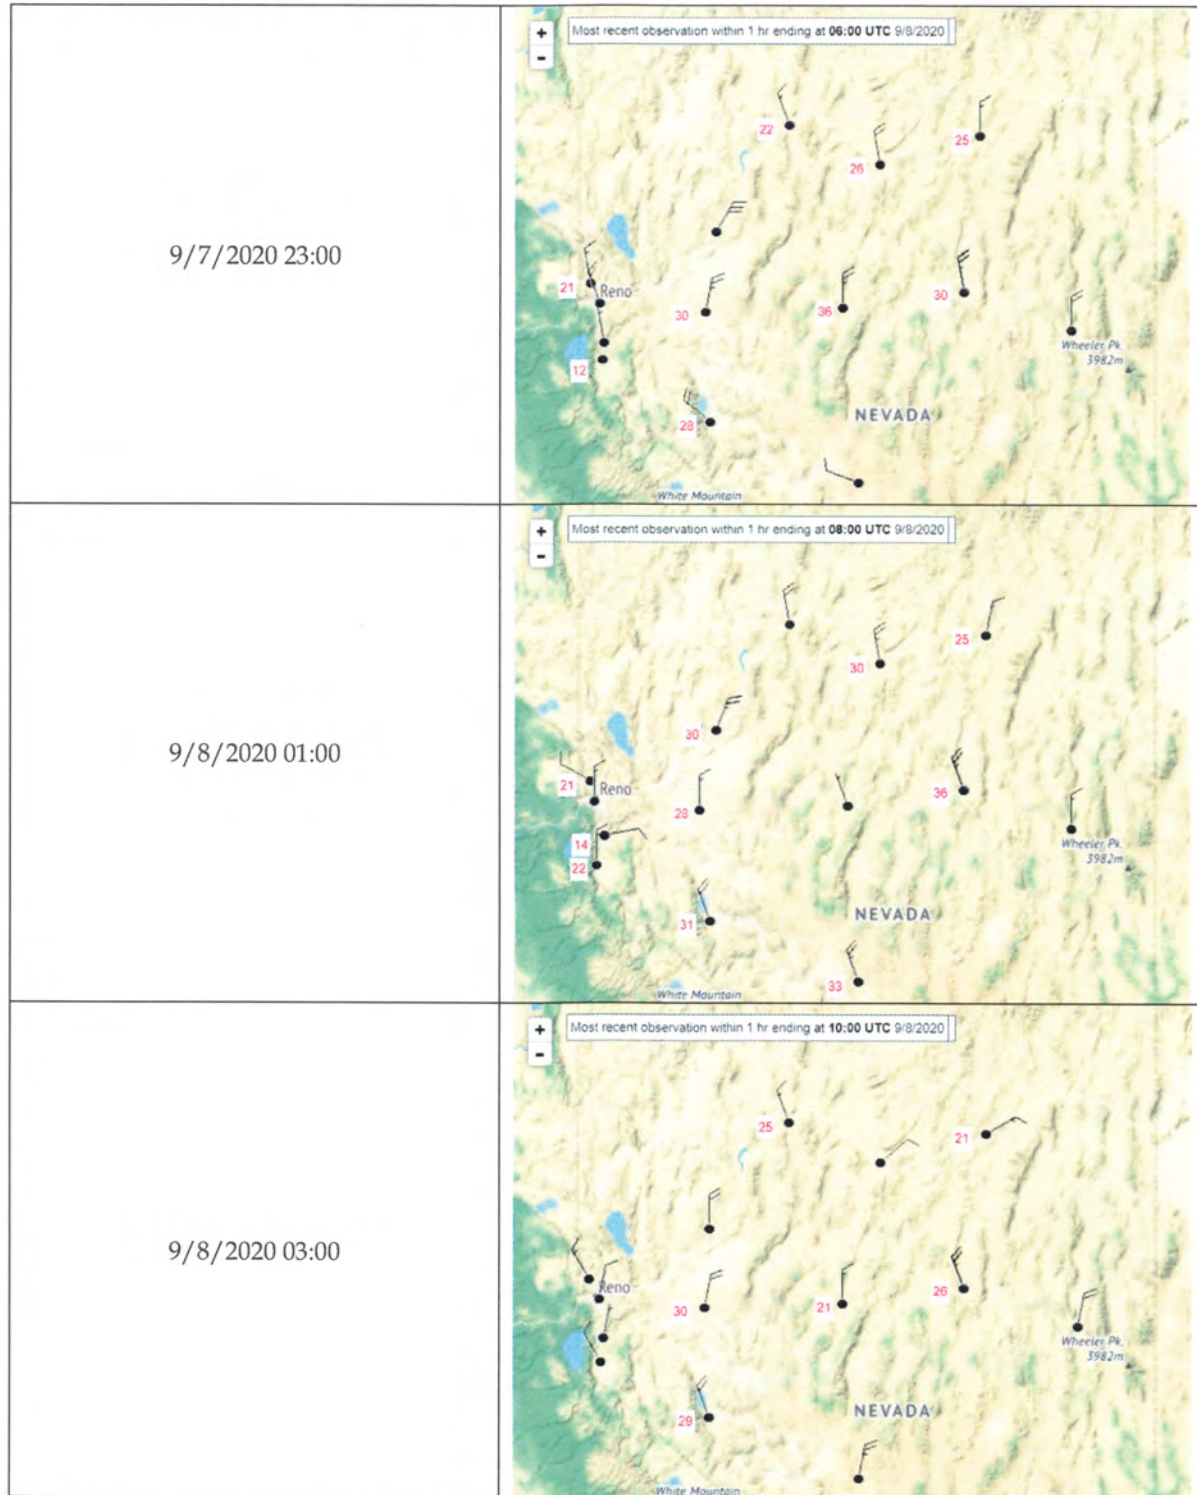 9/7/2020 23:00
+
-
Most recent observation within 1 hr ending at 06:00 UTC 9/8/2020
22
25
26
21
Reno
30
36
30
Wheeler Pk.
3982m
12
28
NEVADA
White Mountain
9/8/2020 01:00
+
-
Most recent observation within 1 hr ending at 08:00 UTC 9/8/2020
25
30
30
21
Reno
28
36
14
Wheeler Pk.
3982m
22
31
NEVADA
33
White Mountain
9/8/2020 03:00
+
-
Most recent observation within 1 hr ending at 10:00 UTC 9/8/2020
25
21
Reno
30
21
26
Wheeler Pk.
3982m
29
NEVADA
White Mountain